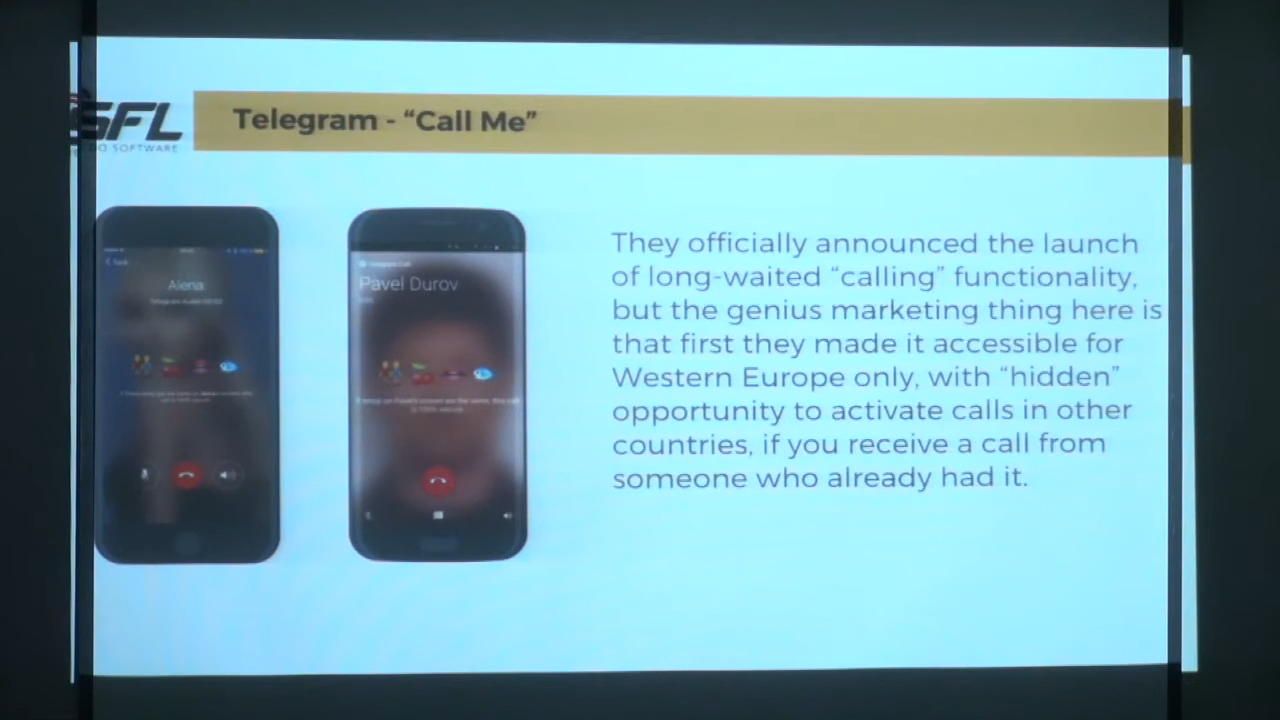 SFL
DO SOFTWARE
Telegram - “Call Me”
Alena
Pavel Durov
They officially announced the launch
of long-waited “calling” functionality,
but the genius marketing thing here is
that first they made it accessible for
Western Europe only, with “hidden”
opportunity to activate calls in other
countries, if you receive a call from
someone who already had it.